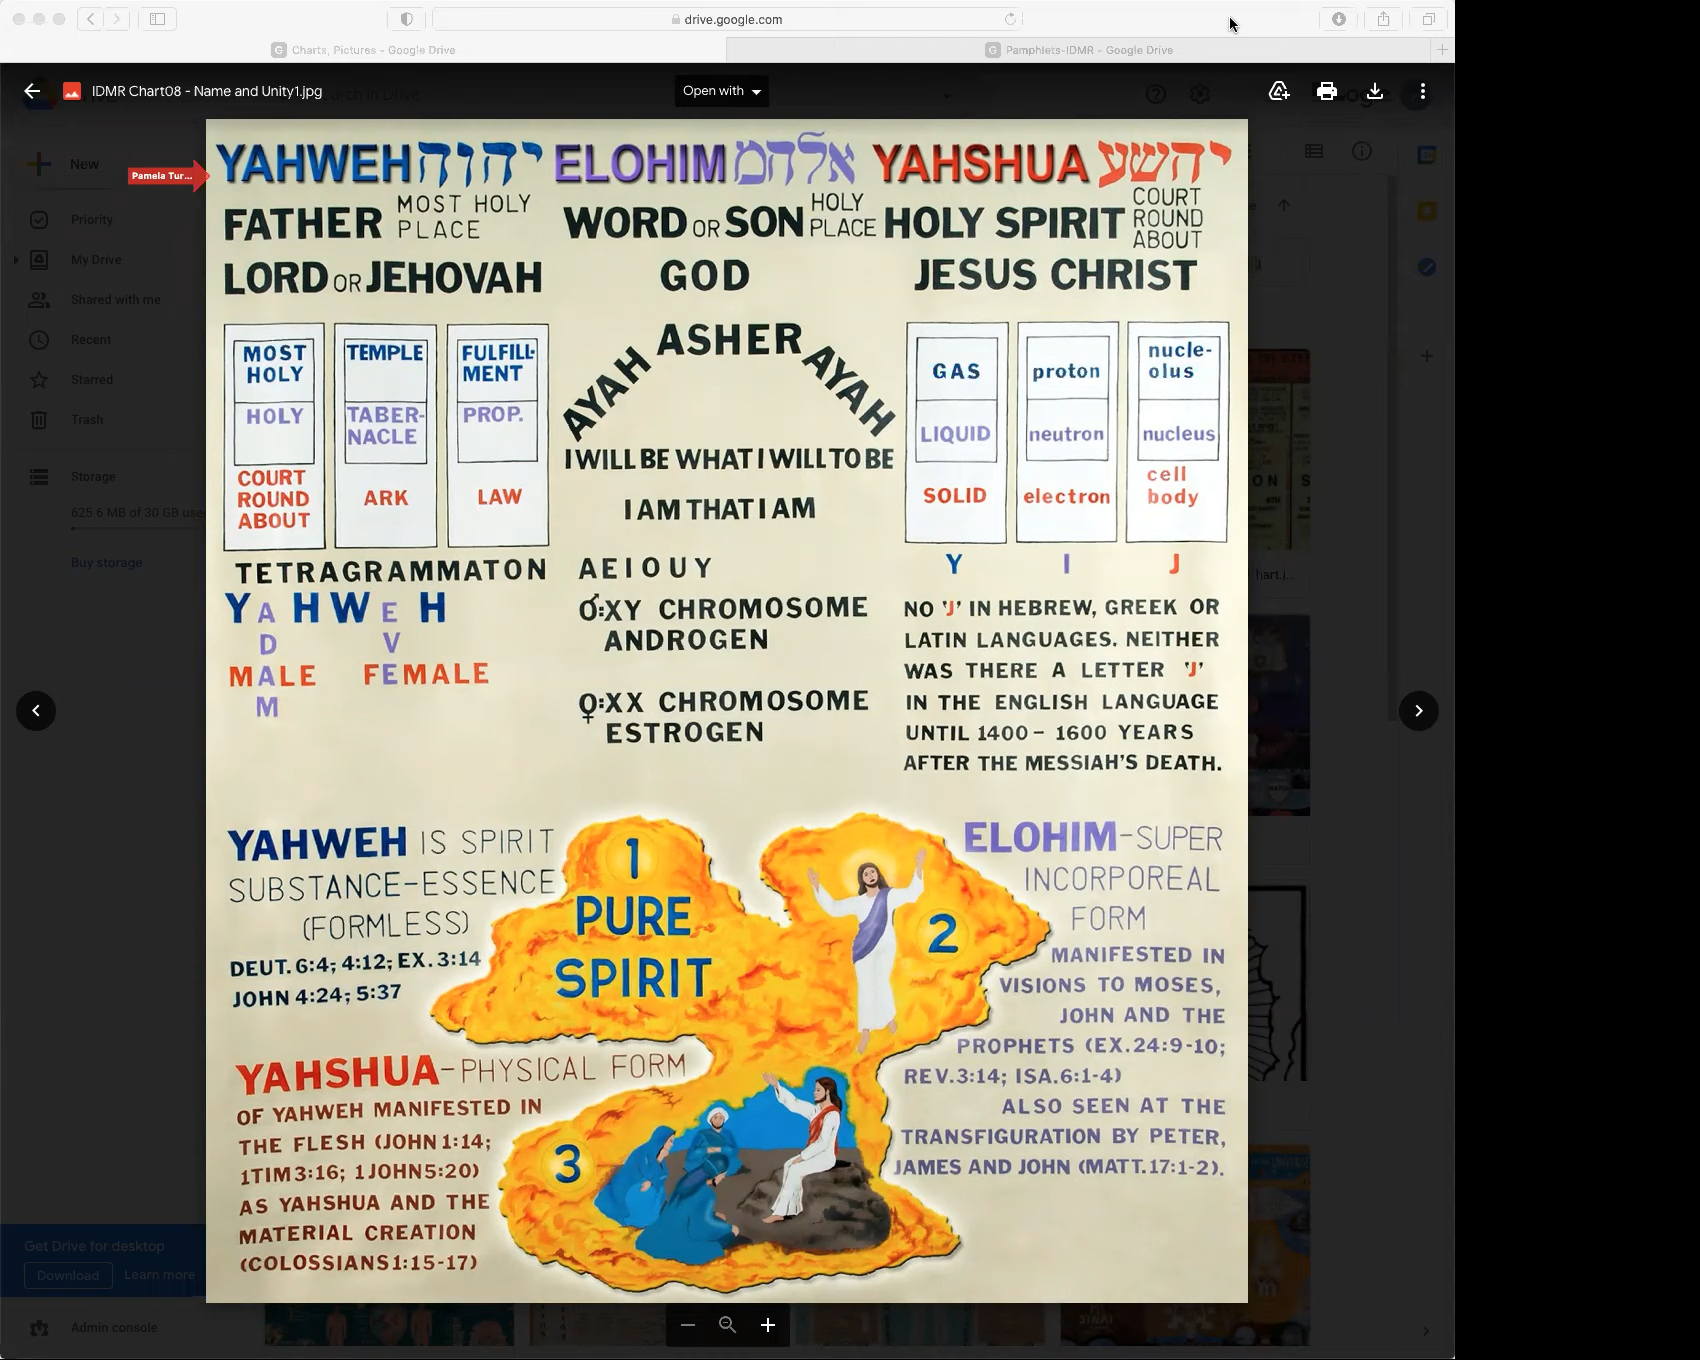 drive.google.com
Charts, Pictures - Google Drive
Pamphlets-IDMR - Google Drive
IDMR Chart08 - Name and Unity1.jpg
Open with
New
Pamela Tur...
Priority
My Drive
Shared with me
Recent
Starred
Trash
Storage
625.6 MB of 30 GB use
Buy storage
Get Drive for desktop
Download
Learn more
Admin console
YAHWEH יהוה ELOHIM אלהם YAHSHUA יהשע
FATHER MOST HOLY PLACE WORD OR SON HOLY PLACE HOLY SPIRIT COURT ROUND ABOUT
LORD OR JEHOVAH GOD JESUS CHRIST
MOST HOLY
HOLY
COURT ROUND ABOUT
TEMPLE
TABER-NACLE
ARK
FULFILL-MENT
PROP.
LAW
AYAH ASHER AYAH
I WILL BE WHAT I WILL TO BE
I AM THAT I AM
GAS
LIQUID
SOLID
proton
neutron
electron
nucle-olus
nucleus
cell body
TETRAGRAMMATON
YAHWEH
ADAM
EVE
MALE FEMALE
A E I O U Y
♂:XY CHROMOSOME
ANDROGEN
♀:XX CHROMOSOME
ESTROGEN
Y I J
NO 'J' IN HEBREW, GREEK OR
LATIN LANGUAGES. NEITHER
WAS THERE A LETTER 'J'
IN THE ENGLISH LANGUAGE
UNTIL 1400 - 1600 YEARS
AFTER THE MESSIAH'S DEATH.
YAHWEH IS SPIRIT
SUBSTANCE-ESSENCE
(FORMLESS)
DEUT. 6:4; 4:12; EX. 3:14
JOHN 4:24; 5:37
1
PURE
SPIRIT
2
ELOHIM-SUPER
INCORPOREAL
FORM
MANIFESTED IN
VISIONS TO MOSES,
JOHN AND THE
PROPHETS (EX.24:9-10;
REV.3:14; ISA.6:1-4)
ALSO SEEN AT THE
TRANSFIGURATION BY PETER,
JAMES AND JOHN (MATT.17:1-2).
YAHSHUA-PHYSICAL FORM
OF YAHWEH MANIFESTED IN
THE FLESH (JOHN 1:14;
1TIM 3:16; 1JOHN 5:20)
AS YAHSHUA AND THE
MATERIAL CREATION
(COLOSSIANS 1:15-17)
3